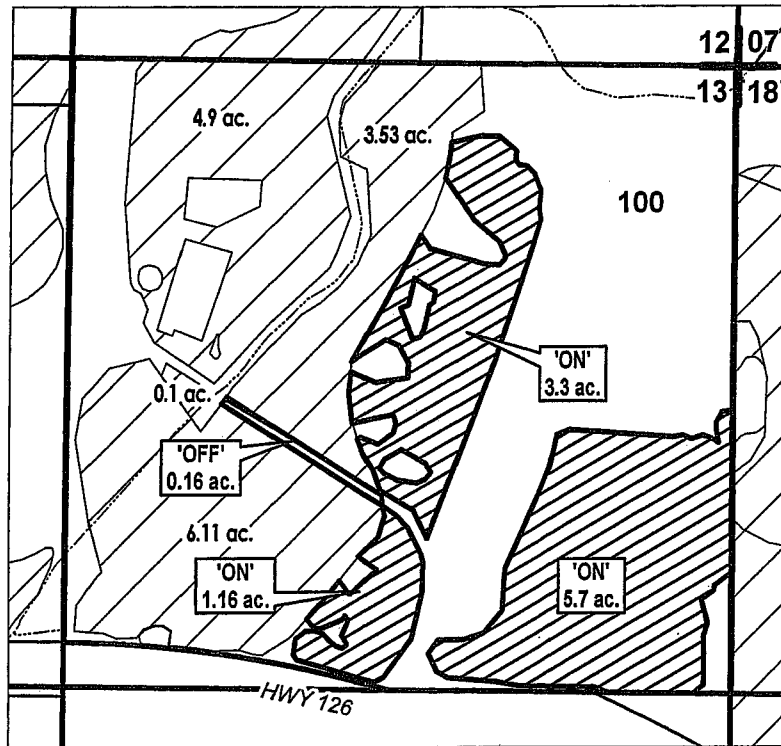 12 07
13 18
4.9 ac.
3.53 ac.
100
'ON'
3.3 ac.
0.1 ac.
'OFF'
0.16 ac.
6.11 ac.
'ON'
1.16 ac.
'ON'
5.7 ac.
HWY 126